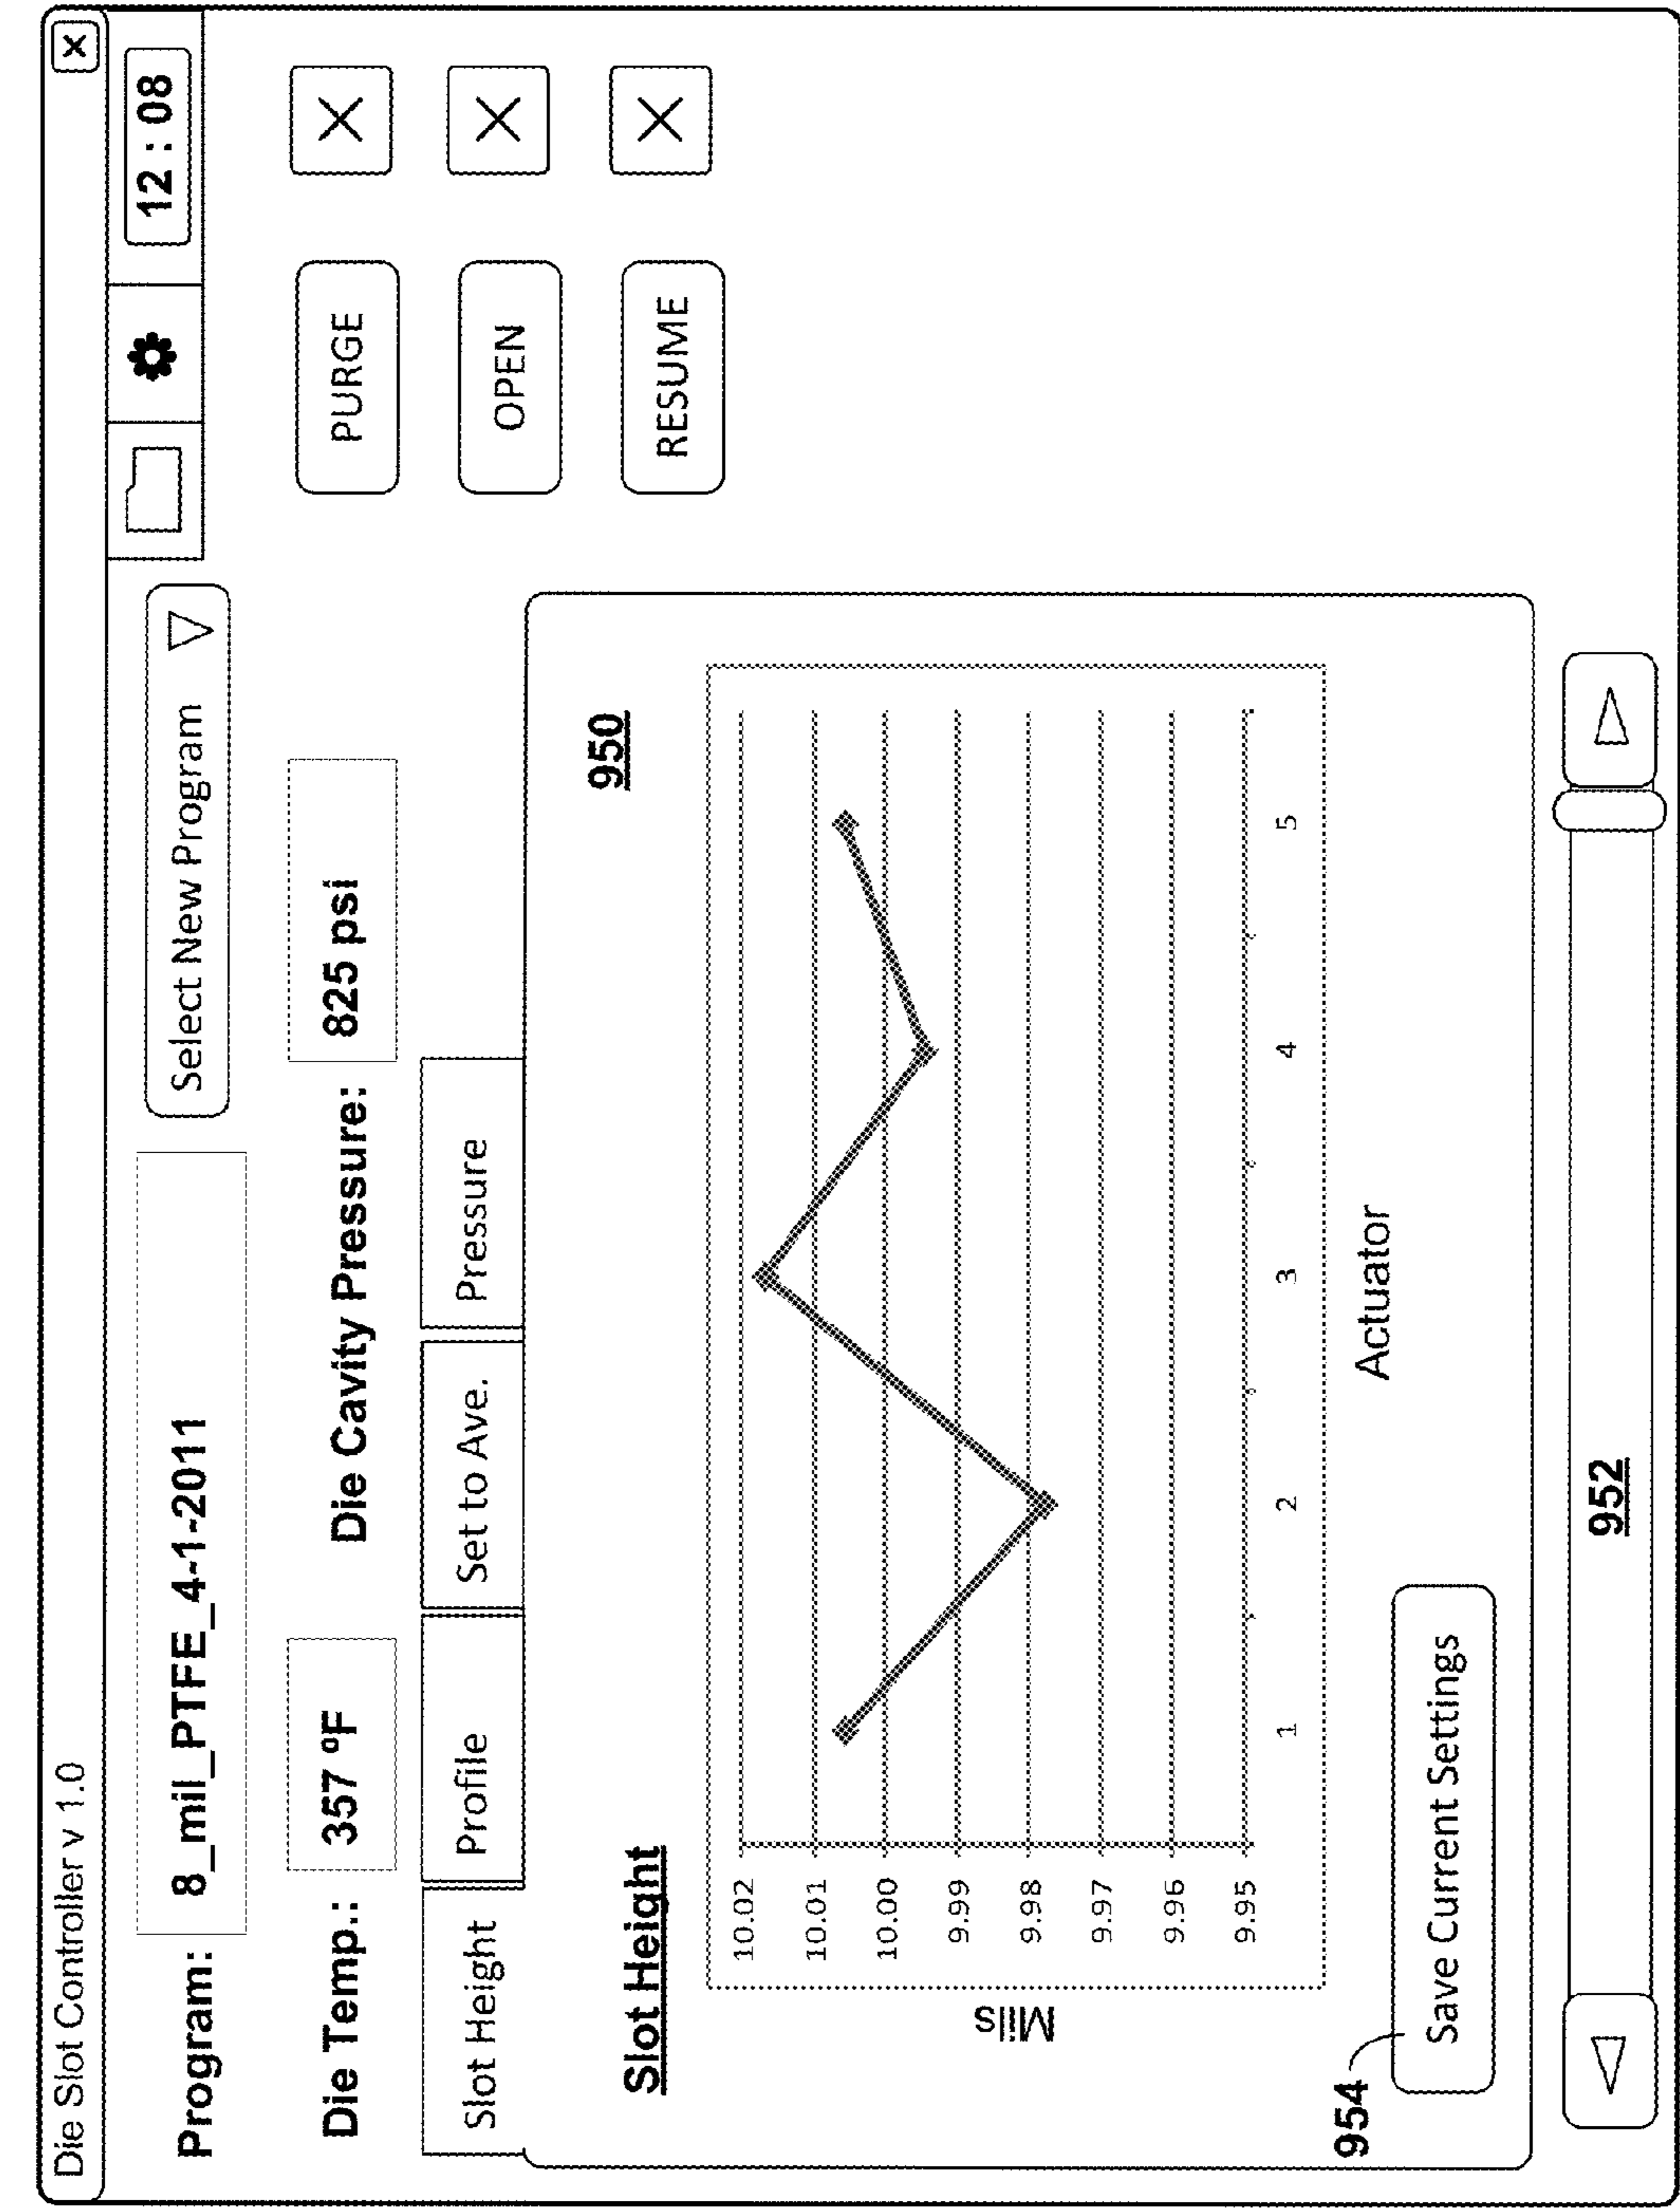 Die Slot Controller v 1.0
x
12 : 08
Program: 8_mil_PTFE_4-1-2011 Select New Program
Die Temp.: 357 ºF Die Cavity Pressure: 825 psi
PURGE
OPEN
RESUME
Slot Height Profile Set to Ave. Pressure
Slot Height
950
Mils
10.02
10.01
10.00
9.99
9.98
9.97
9.96
9.95
1 2 3 4 5
Actuator
954
Save Current Settings
952